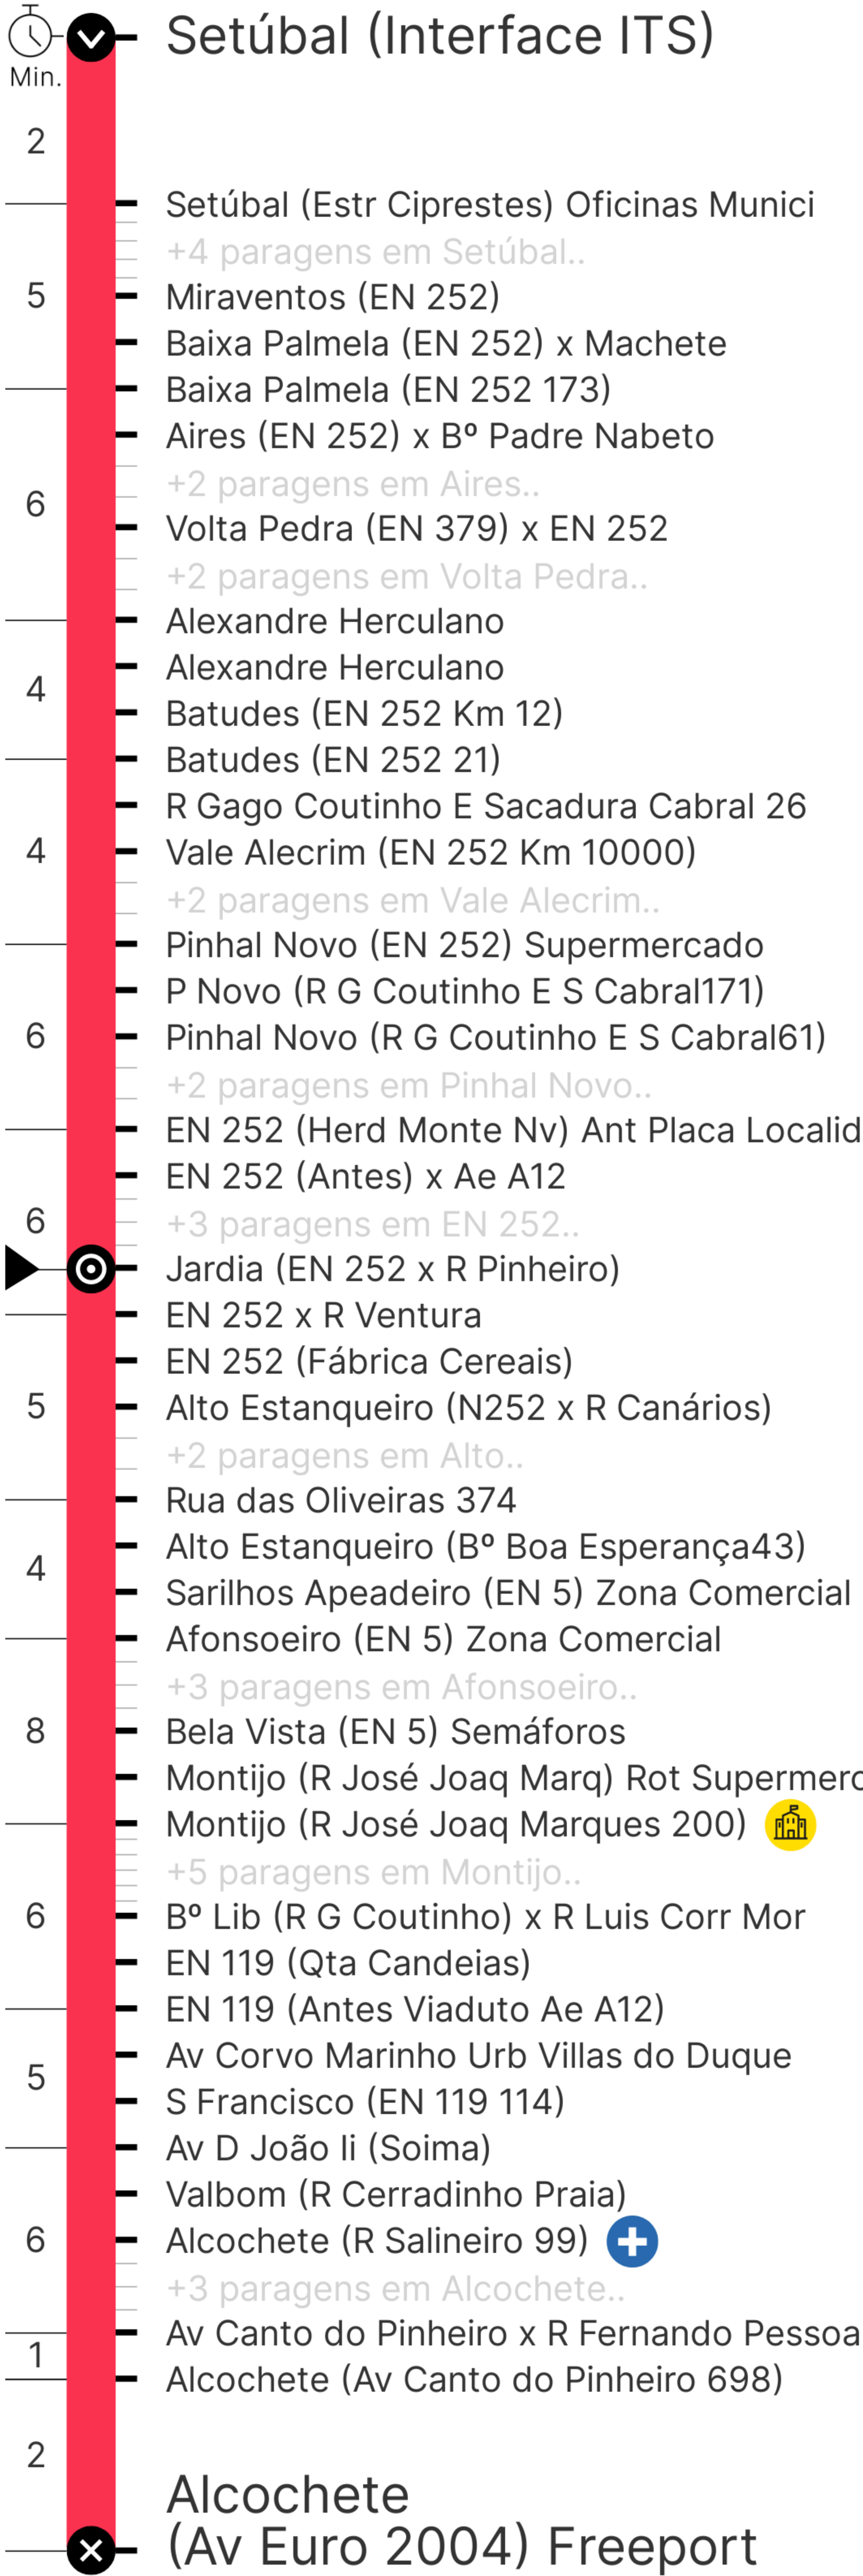 Setúbal (Interface ITS)
Min.
2
Setúbal (Estr Ciprestes) Oficinas Munici
+4 paragens em Setúbal..
5
Miraventos (EN 252)
Baixa Palmela (EN 252) x Machete
Baixa Palmela (EN 252 173)
Aires (EN 252) x Bº Padre Nabeto
+2 paragens em Aires..
6
Volta Pedra (EN 379) x EN 252
+2 paragens em Volta Pedra..
Alexandre Herculano
Alexandre Herculano
4
Batudes (EN 252 Km 12)
Batudes (EN 252 21)
R Gago Coutinho E Sacadura Cabral 26
4
Vale Alecrim (EN 252 Km 10000)
+2 paragens em Vale Alecrim..
Pinhal Novo (EN 252) Supermercado
P Novo (R G Coutinho E S Cabral171)
6
Pinhal Novo (R G Coutinho E S Cabral61)
+2 paragens em Pinhal Novo..
EN 252 (Herd Monte Nv) Ant Placa Localid
EN 252 (Antes) x Ae A12
6
+3 paragens em EN 252..
Jardia (EN 252 x R Pinheiro)
EN 252 x R Ventura
EN 252 (Fábrica Cereais)
5
Alto Estanqueiro (N252 x R Canários)
+2 paragens em Alto..
Rua das Oliveiras 374
Alto Estanqueiro (Bº Boa Esperança43)
4
Sarilhos Apeadeiro (EN 5) Zona Comercial
Afonsoeiro (EN 5) Zona Comercial
+3 paragens em Afonsoeiro..
8
Bela Vista (EN 5) Semáforos
Montijo (R José Joaq Marq) Rot Supermerc
Montijo (R José Joaq Marques 200)
+5 paragens em Montijo..
6
Bº Lib (R G Coutinho) x R Luis Corr Mor
EN 119 (Qta Candeias)
EN 119 (Antes Viaduto Ae A12)
Av Corvo Marinho Urb Villas do Duque
5
S Francisco (EN 119 114)
Av D João Ii (Soima)
Valbom (R Cerradinho Praia)
6
Alcochete (R Salineiro 99)
+3 paragens em Alcochete..
Av Canto do Pinheiro x R Fernando Pessoa
1
Alcochete (Av Canto do Pinheiro 698)
2
Alcochete
(Av Euro 2004) Freeport